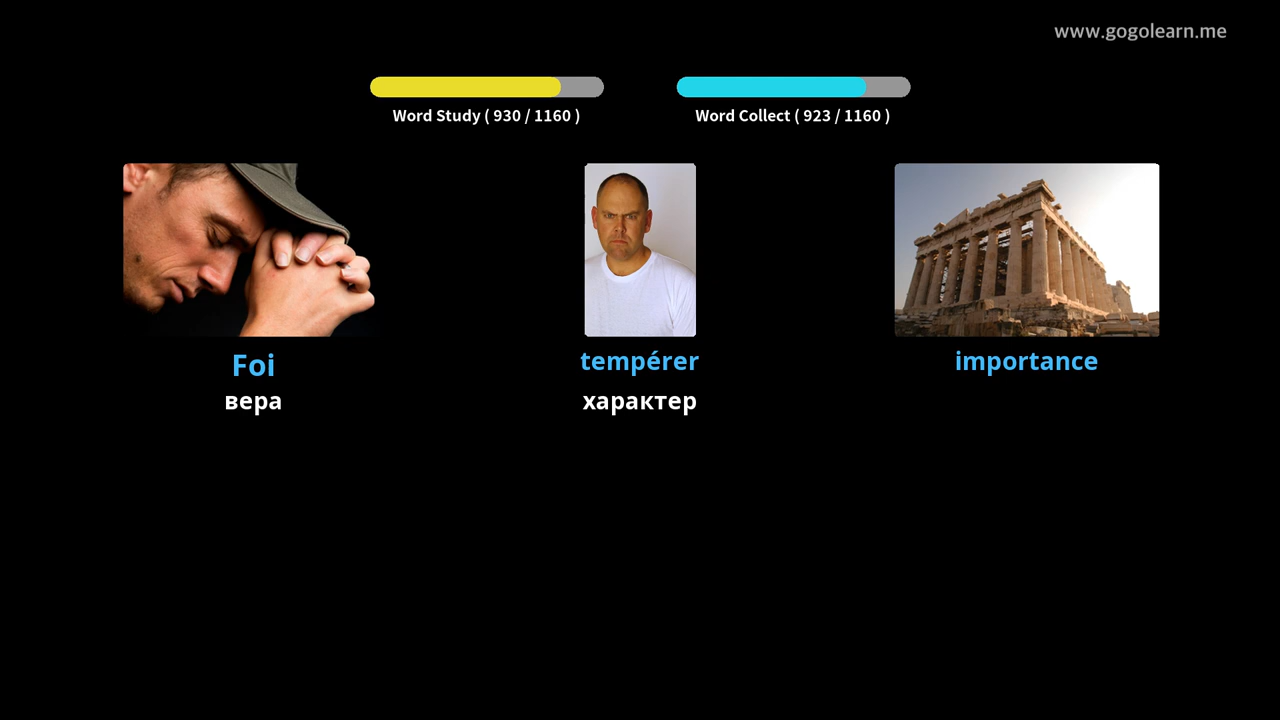 www.gogolearn.me
Word Study ( 930 / 1160 )
Word Collect ( 923 / 1160 )
Foi
вера
tempérer
характер
importance